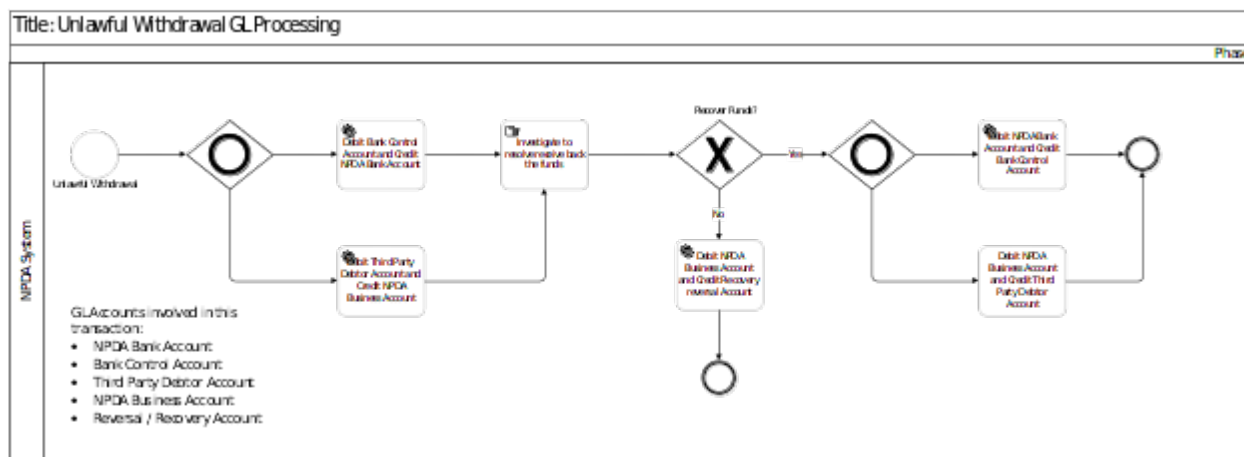 Title: Unlawful Withdrawal GL Processing
Phase
NPDA System
Unlawful Withdrawal
Debit Bank Control
Account and Credit
NPDA Bank Account
Debit Third Party
Debtor Account and
Credit NPDA
Business Account
Investigate to
resolve receive back
the funds
Recover Funds?
Yes
No
Debit NPDA
Business Account
and Credit Recovery
reversal Account
Debit NPDA Bank
Account and Credit
Bank Control
Account
Debit NPDA
Business Account
and Credit Third
Party Debtor
Account
GL Accounts involved in this
transaction:
• NPDA Bank Account
• Bank Control Account
• Third Party Debtor Account
• NPDA Business Account
• Reversal / Recovery Account